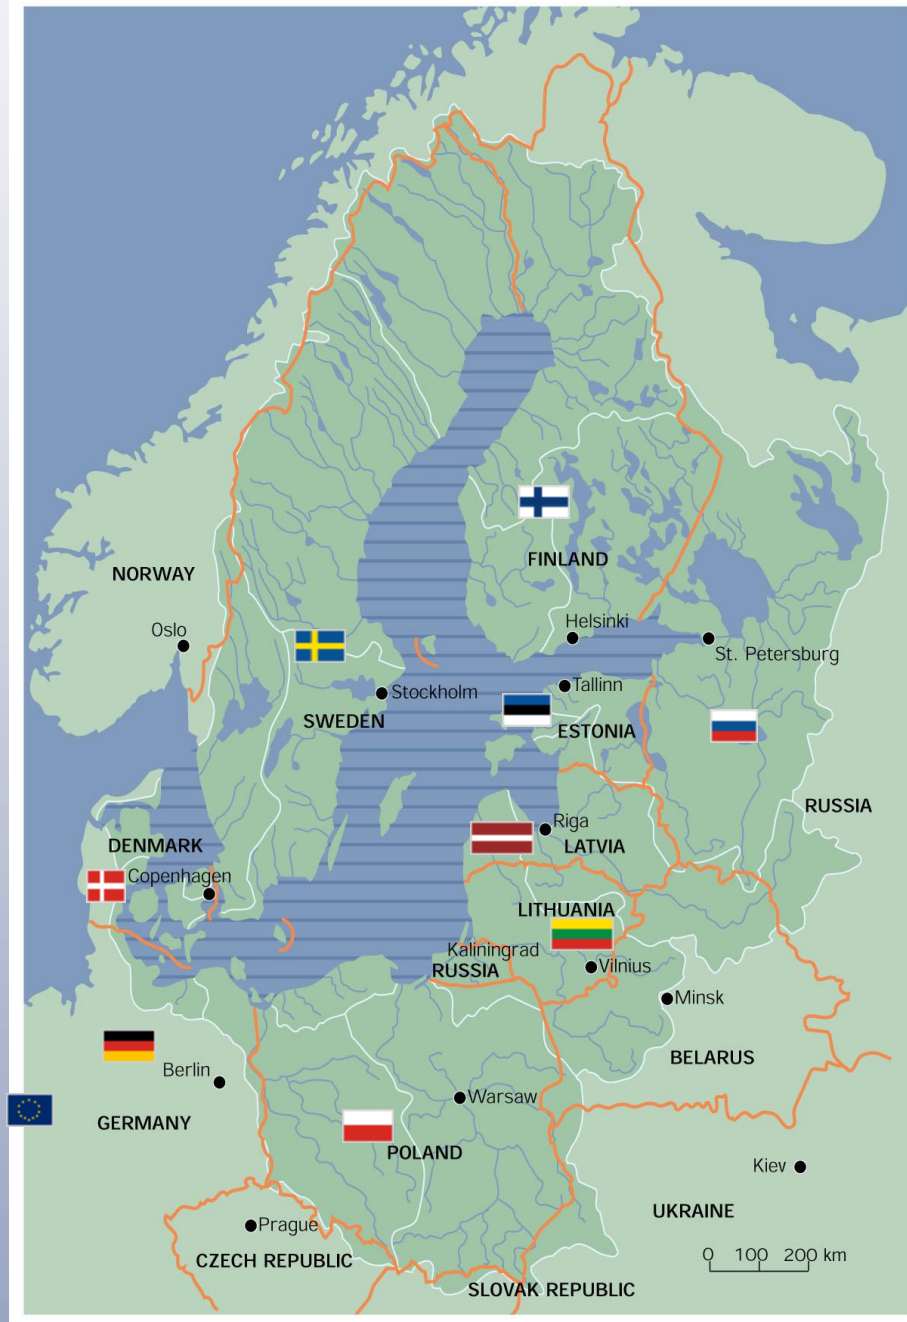 NORWAY
FINLAND
Oslo
Helsinki
St. Petersburg
Tallinn
Stockholm
SWEDEN
ESTONIA
RUSSIA
Riga
DENMARK
LATVIA
Copenhagen
LITHUANIA
Kaliningrad
RUSSIA
Vilnius
Minsk
BELARUS
Berlin
Warsaw
GERMANY
POLAND
Kiev
UKRAINE
Prague
CZECH REPUBLIC
0 100 200 km
SLOVAK REPUBLIC